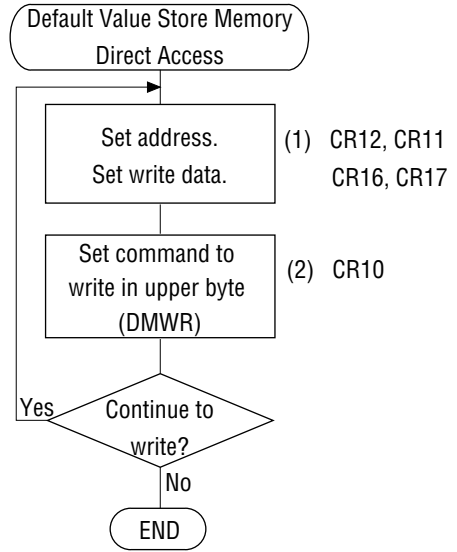 Default Value Store Memory
Direct Access
Set address.
Set write data.
(1) CR12, CR11
CR16, CR17
Set command to
write in upper byte
(DMWR)
(2) CR10
Yes
Continue to
write?
No
END